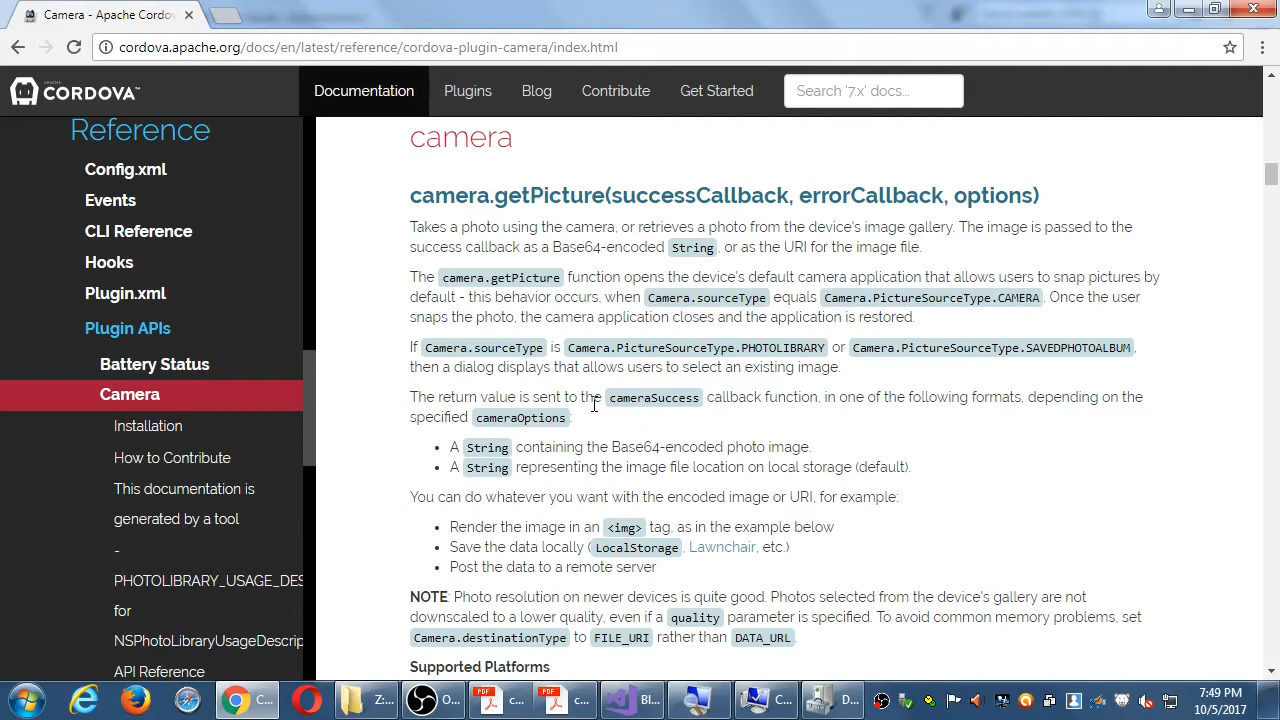 Camera - Apache Cordo
cordova.apache.org/docs/en/latest/reference/cordova-plugin-camera/index.html
APACHE
CORDOVA™
Documentation
Plugins
Blog
Contribute
Get Started
Search '7.x' docs...
Reference
Config.xml
Events
CLI Reference
Hooks
Plugin.xml
Plugin APIs
Battery Status
Camera
Installation
How to Contribute
This documentation is
generated by a tool
-
PHOTOLIBRARY_USAGE_DES
for
NSPhotoLibraryUsageDescrip
API Reference
camera
camera.getPicture(successCallback, errorCallback, options)
Takes a photo using the camera, or retrieves a photo from the device's image gallery. The image is passed to the
success callback as a Base64-encoded String, or as the URI for the image file.
The camera.getPicture function opens the device's default camera application that allows users to snap pictures by
default - this behavior occurs, when Camera.sourceType equals Camera.PictureSourceType.CAMERA. Once the user
snaps the photo, the camera application closes and the application is restored.
If Camera.sourceType is Camera.PictureSourceType.PHOTOLIBRARY or Camera.PictureSourceType.SAVEDPHOTOALBUM,
then a dialog displays that allows users to select an existing image.
The return value is sent to the cameraSuccess callback function, in one of the following formats, depending on the
specified cameraOptions:
• A String containing the Base64-encoded photo image.
• A String representing the image file location on local storage (default).
You can do whatever you want with the encoded image or URI, for example:
• Render the image in an <img> tag, as in the example below
• Save the data locally (LocalStorage, Lawnchair, etc.)
• Post the data to a remote server
NOTE: Photo resolution on newer devices is quite good. Photos selected from the device's gallery are not
downscaled to a lower quality, even if a quality parameter is specified. To avoid common memory problems, set
Camera.destinationType to FILE_URI rather than DATA_URL.
Supported Platforms
C...
Z:...
O...
PDF
c...
PDF
c...
Bl...
C...
D...
7:49 PM
10/5/2017